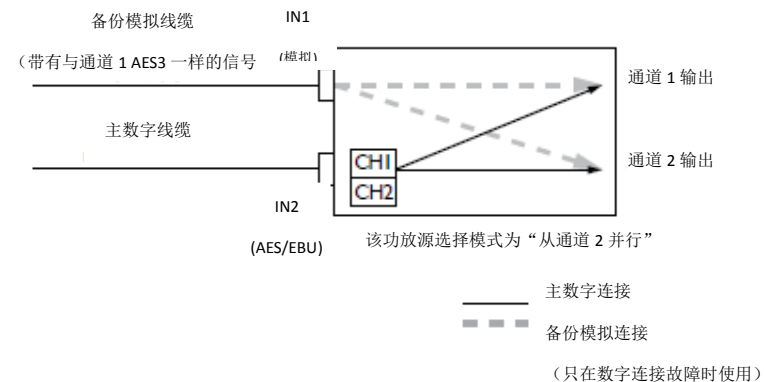 备份模拟线缆
IN1
（带有与通道 1 AES3 一样的信号
(模拟)
通道 1 输出
主数字线缆
通道 2 输出
CH1
CH2
IN2
(AES/EBU)
该功放源选择模式为“从通道 2 并行”
主数字连接
备份模拟连接
（只在数字连接故障时使用）